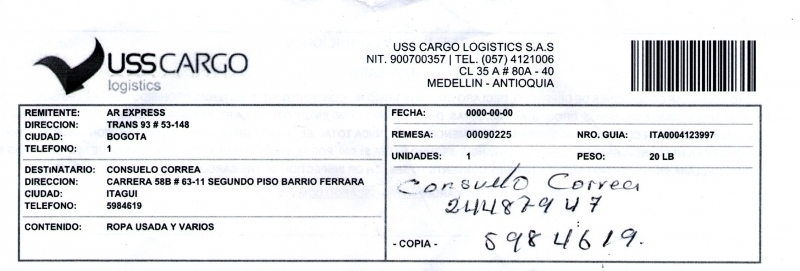 USSCARGO
logistics
USS CARGO LOGISTICS S.A.S
NIT. 900700357 | TEL. (057) 4121006
CL 35 A # 80A - 40
MEDELLIN - ANTIOQUIA
REMITENTE: AR EXPRESS
DIRECCION: TRANS 93 # 53-148
CIUDAD: BOGOTA
TELEFONO: 1
FECHA: 0000-00-00
REMESA: 00090225 NRO. GUIA: ITA0004123997
UNIDADES: 1 PESO: 20 LB
DESTINATARIO: CONSUELO CORREA
DIRECCION: CARRERA 58B # 63-11 SEGUNDO PISO BARRIO FERRARA
CIUDAD: ITAGUI
TELEFONO: 5984619
CONTENIDO: ROPA USADA Y VARIOS
Consuelo Correa
24487947
5984619.
- COPIA -